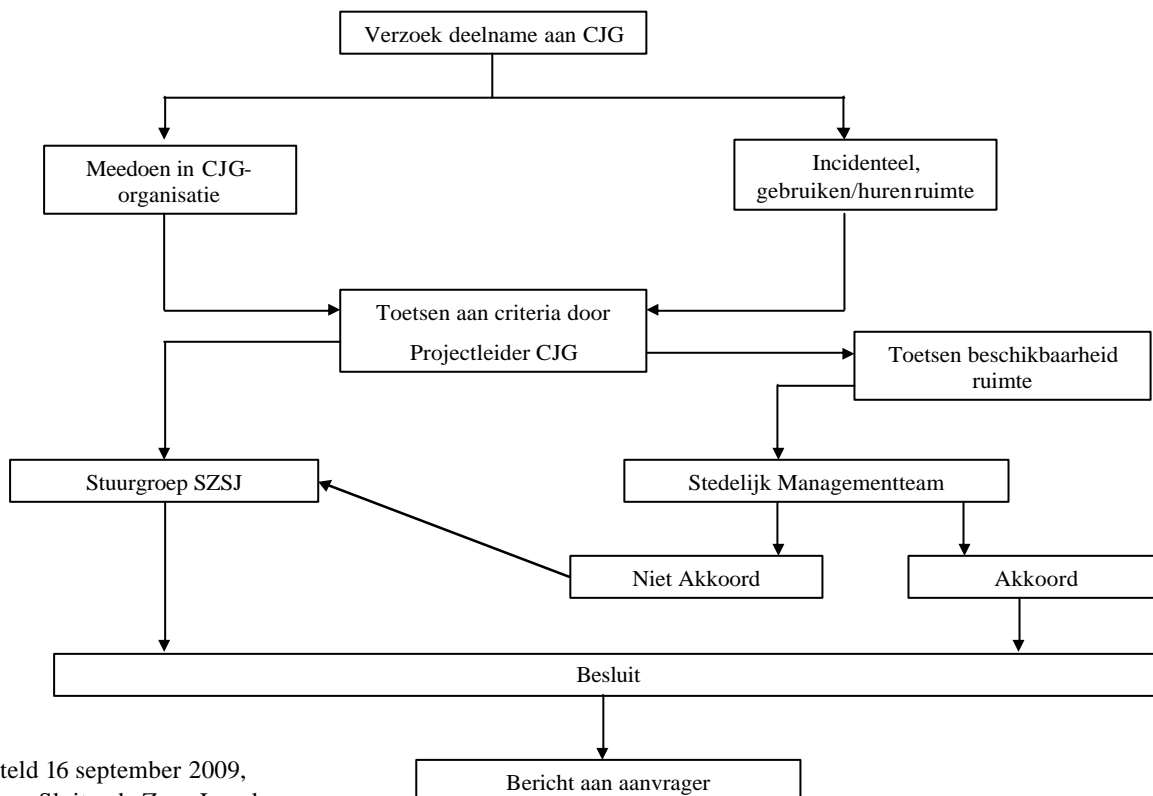 Verzoek deelname aan CJG
Meedoen in CJG-
organisatie
Incidenteel,
gebruiken/huren ruimte
Toetsen aan criteria door
Projectleider CJG
Toetsen beschikbaarheid
ruimte
Stuurgroep SZSJ
Stedelijk Managementteam
Niet Akkoord
Akkoord
Besluit
teld 16 september 2009,
Bericht aan aanvrager